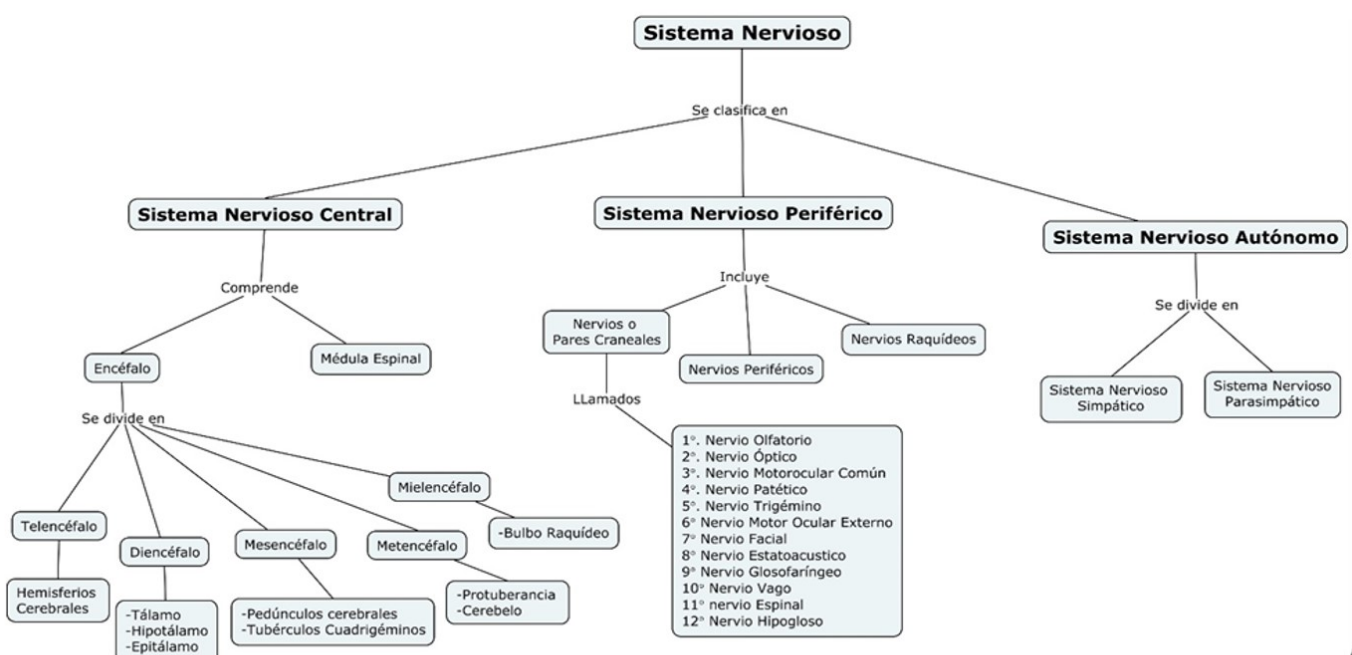 Sistema Nervioso
Se clasifica en
Sistema Nervioso Central
Sistema Nervioso Periférico
Sistema Nervioso Autónomo
Comprende
Encéfalo
Médula Espinal
Se divide en
Telencéfalo
Hemisferios
Cerebrales
Diencéfalo
-Tálamo
-Hipotálamo
-Epitálamo
Mesencéfalo
-Pedúnculos cerebrales
-Tubérculos Cuadrigéminos
Metencéfalo
-Protuberancia
-Cerebelo
Mielencéfalo
-Bulbo Raquídeo
Incluye
Nervios o
Pares Craneales
Nervios Periféricos
Nervios Raquídeos
LLamados
1°. Nervio Olfatorio
2°. Nervio Óptico
3°. Nervio Motorocular Común
4°. Nervio Patético
5°. Nervio Trigémino
6° Nervio Motor Ocular Externo
7° Nervio Facial
8° Nervio Estatoacustico
9° Nervio Glosofaríngeo
10° Nervio Vago
11° nervio Espinal
12° Nervio Hipogloso
Se divide en
Sistema Nervioso
Simpático
Sistema Nervioso
Parasimpático